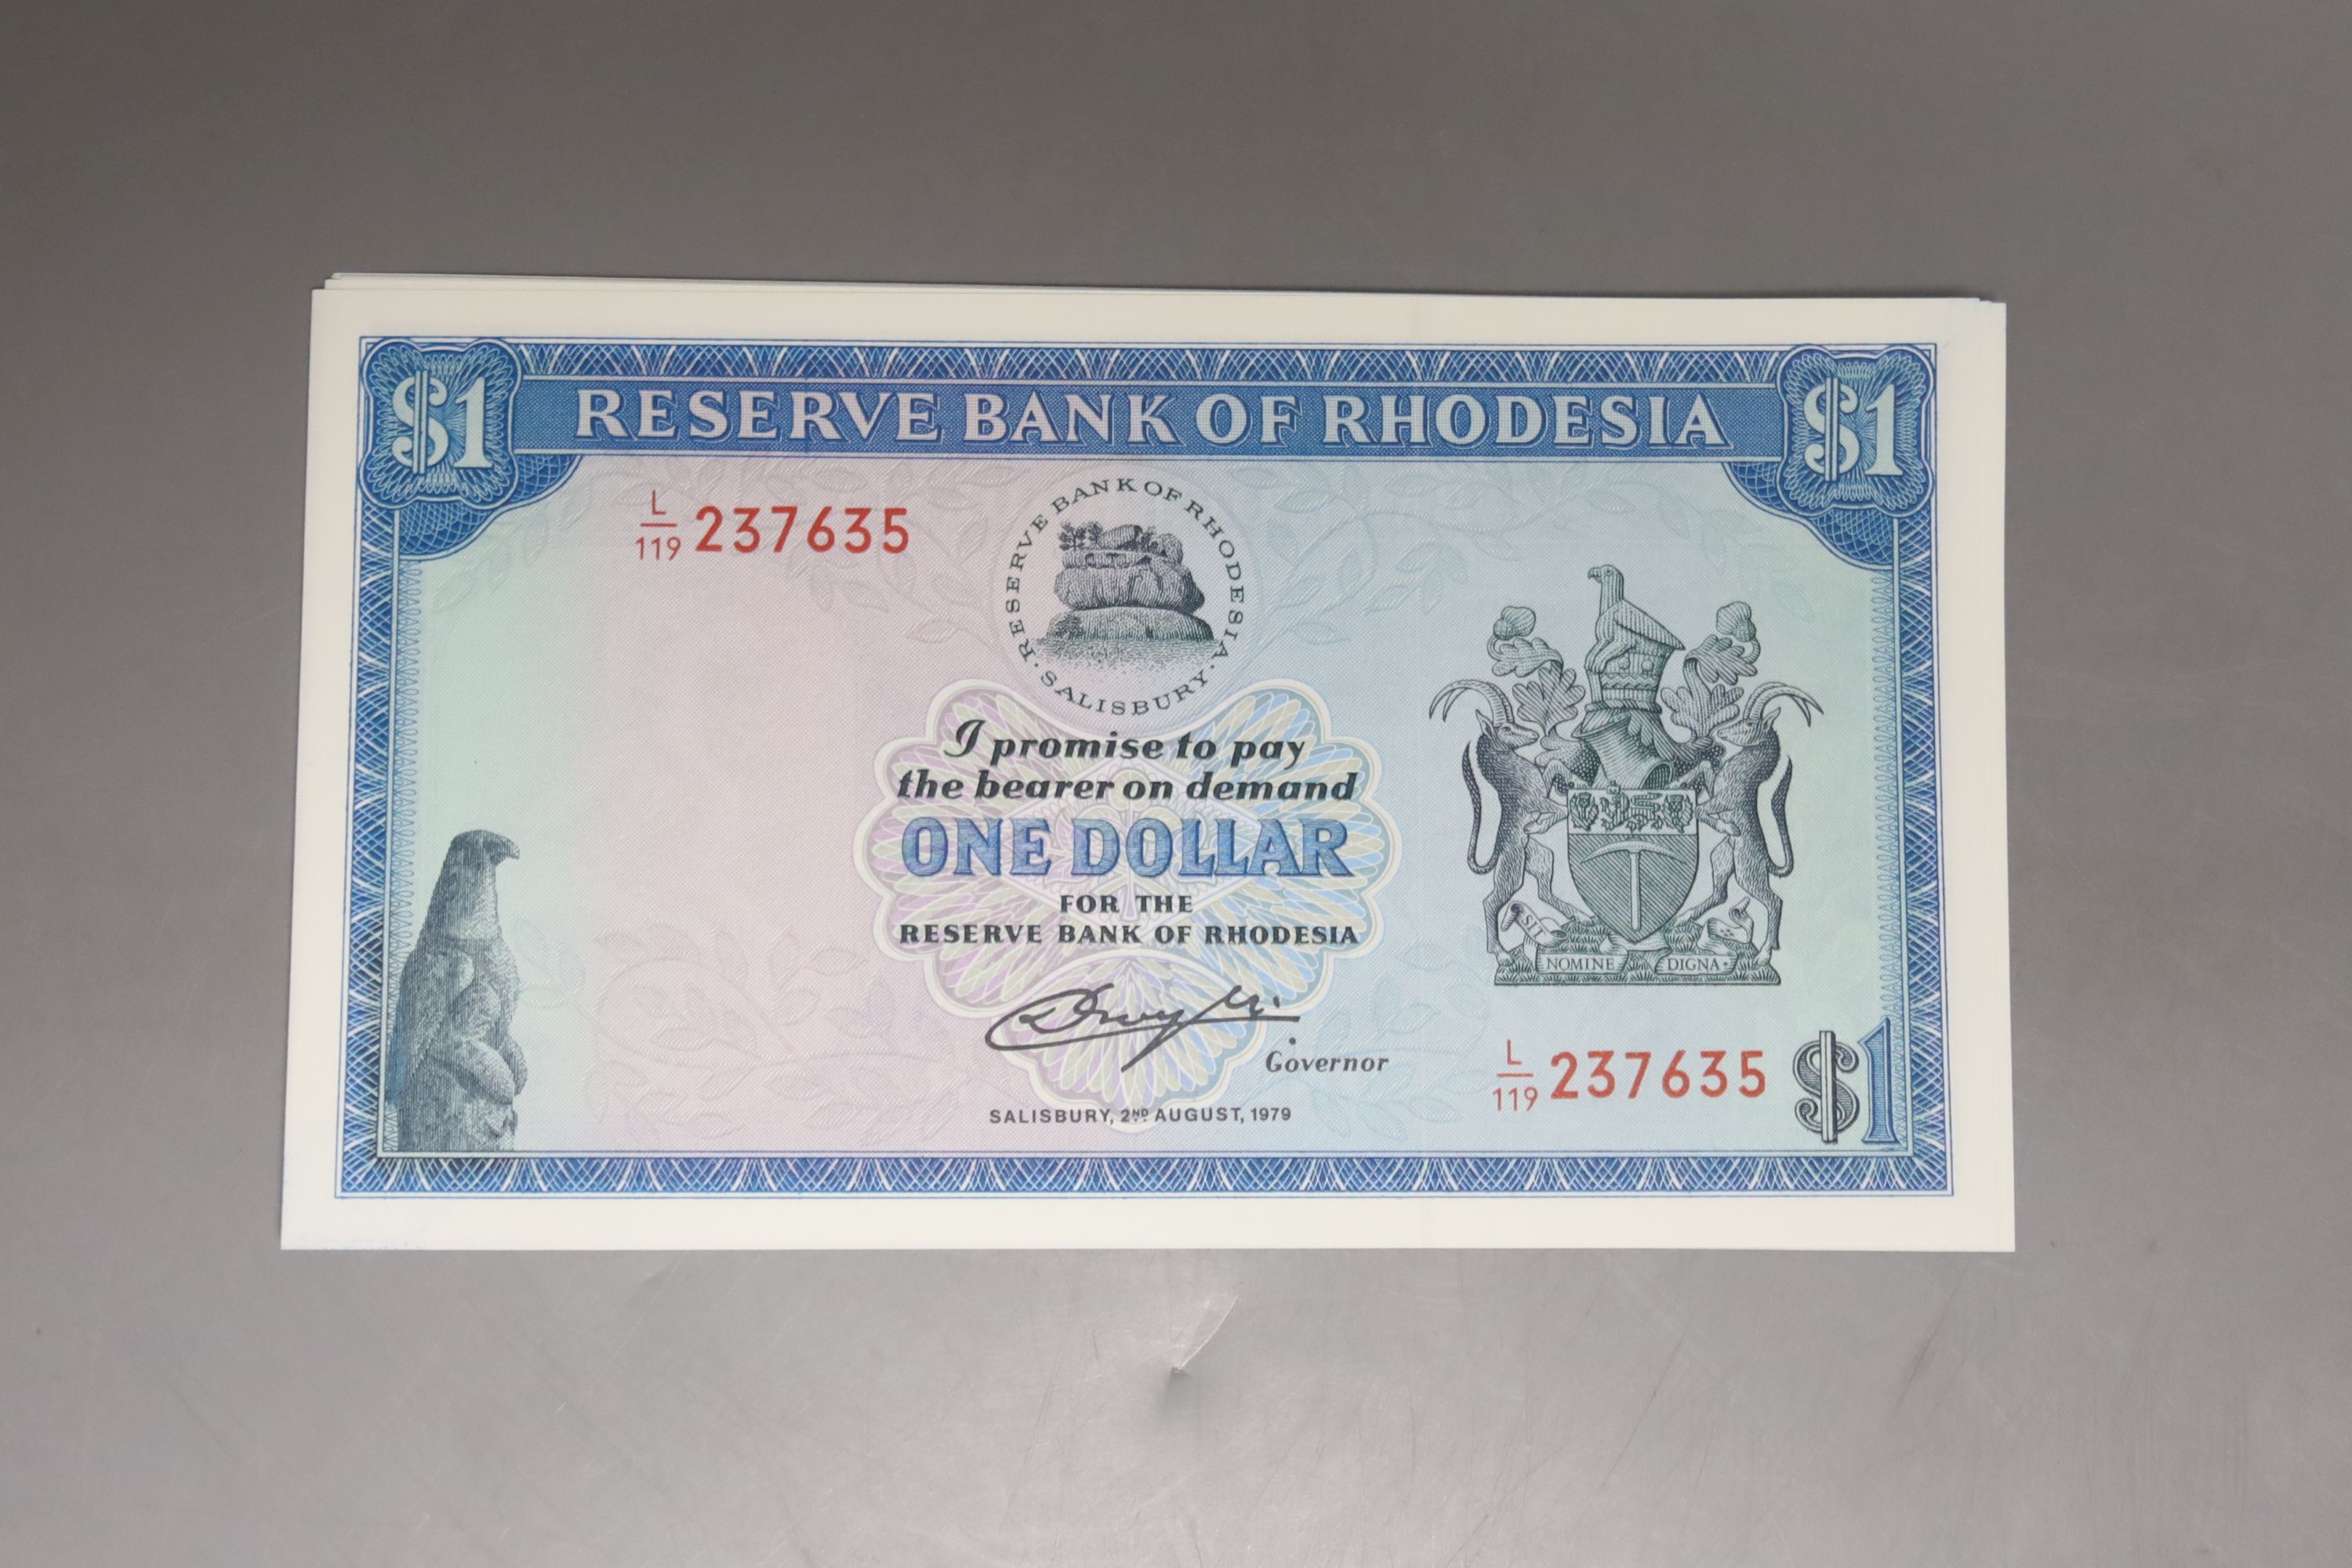 $1 RESERVE BANK OF RHODESIA $1
L/119 237635
RESERVE BANK OF RHODESIA · SALISBURY ·
I promise to pay
the bearer on demand
ONE DOLLAR
FOR THE
RESERVE BANK OF RHODESIA
SIT
NOMINE DIGNA
Governor
L/119 237635 $1
SALISBURY, 2ND AUGUST, 1979